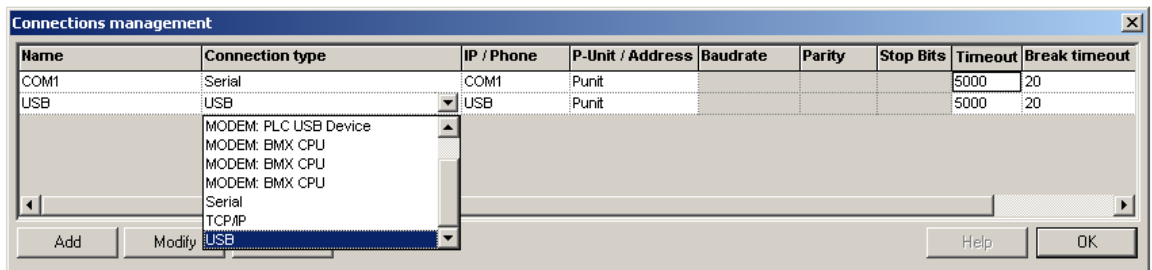 Connections management
Name Connection type IP / Phone P-Unit / Address Baudrate Parity Stop Bits Timeout Break timeout
COM1 Serial COM1 Punit 5000 20
USB USB USB Punit 5000 20
MODEM: PLC USB Device
MODEM: BMX CPU
MODEM: BMX CPU
MODEM: BMX CPU
Serial
TCP/IP
USB
Add Modify Help OK